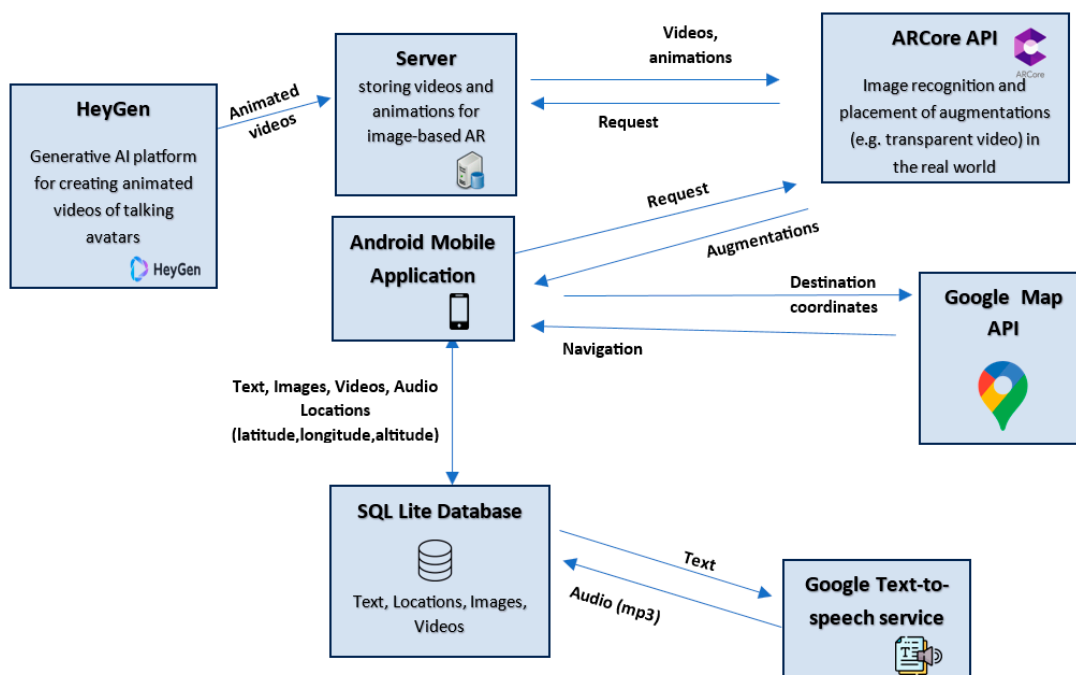 HeyGen
Generative AI platform
for creating animated
videos of talking
avatars
HeyGen
Animated
videos
Server
storing videos and
animations for
image-based AR
Videos,
animations
Request
ARCore API
ARCore
Image recognition and
placement of augmentations
(e.g. transparent video) in
the real world
Android Mobile
Application
Request
Augmentations
Destination
coordinates
Navigation
Google Map
API
Text, Images, Videos, Audio
Locations
(latitude,longitude,altitude)
SQL Lite Database
Text, Locations, Images,
Videos
Text
Audio (mp3)
Google Text-to-
speech service
TE